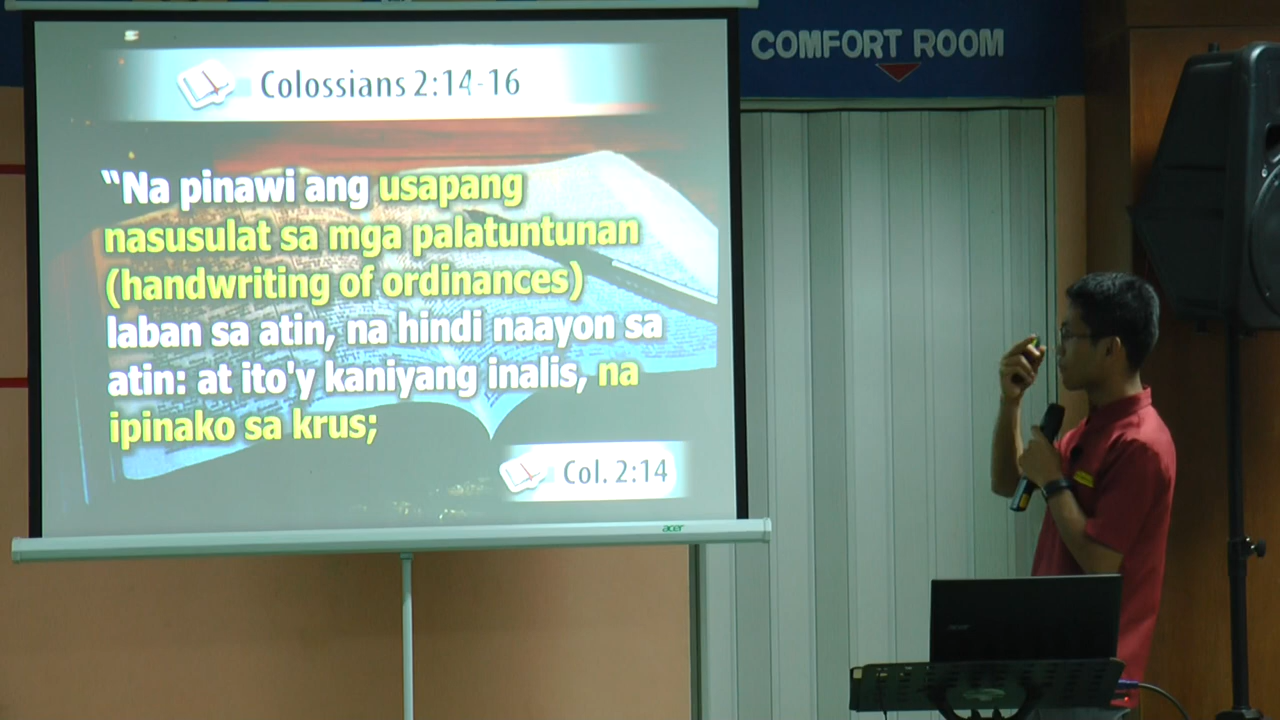 COMFORT ROOM
Colossians 2:14-16
“Na pinawi ang usapang
nasusulat sa mga palatuntunan
(handwriting of ordinances)
laban sa atin, na hindi naayon sa
atin: at ito'y kaniyang inalis, na
ipinako sa krus;
Col. 2:14
acer
acer